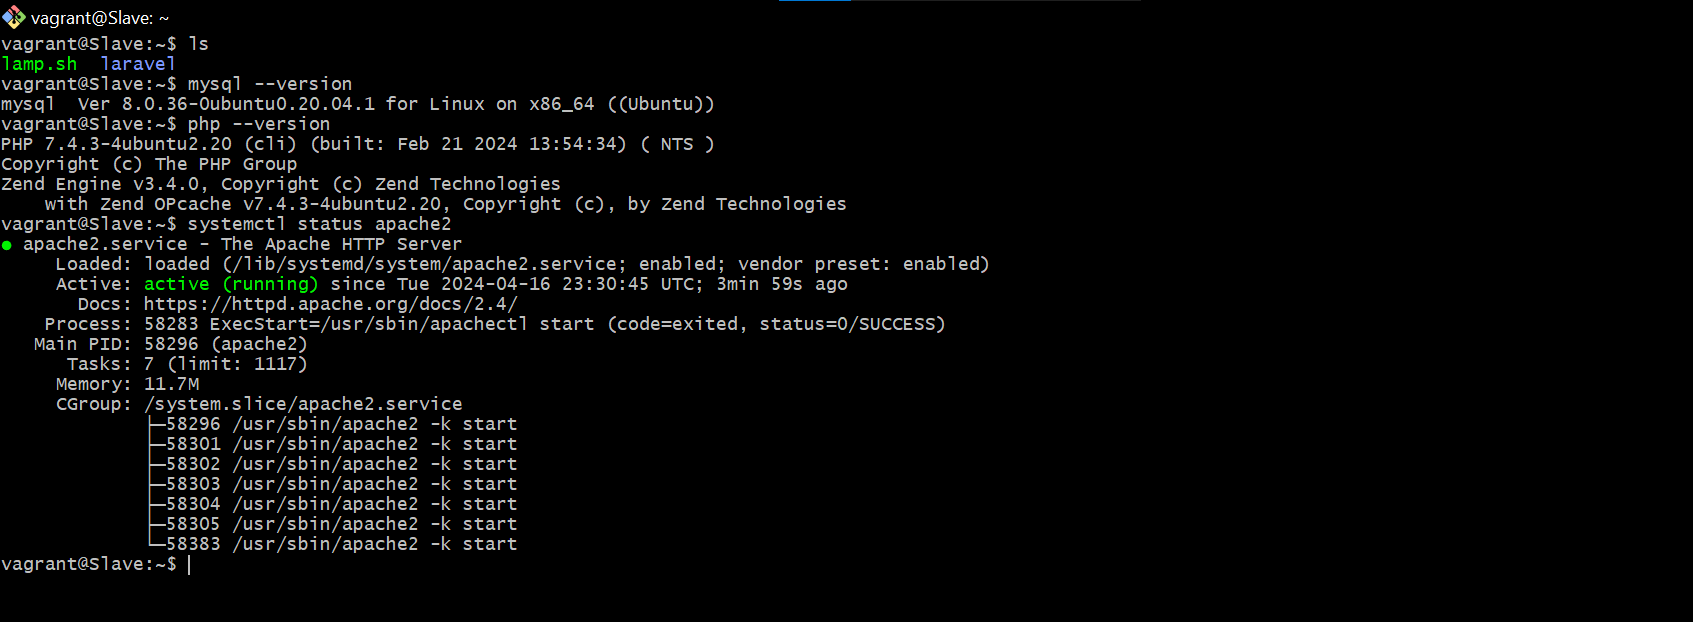 vagrant@Slave: ~
vagrant@Slave:~$ ls
lamp.sh  laravel
vagrant@Slave:~$ mysql --version
mysql  Ver 8.0.36-0ubuntu0.20.04.1 for Linux on x86_64 ((Ubuntu))
vagrant@Slave:~$ php --version
PHP 7.4.3-4ubuntu2.20 (cli) (built: Feb 21 2024 13:54:34) ( NTS )
Copyright (c) The PHP Group
Zend Engine v3.4.0, Copyright (c) Zend Technologies
    with Zend OPcache v7.4.3-4ubuntu2.20, Copyright (c), by Zend Technologies
vagrant@Slave:~$ systemctl status apache2
● apache2.service - The Apache HTTP Server
     Loaded: loaded (/lib/systemd/system/apache2.service; enabled; vendor preset: enabled)
     Active: active (running) since Tue 2024-04-16 23:30:45 UTC; 3min 59s ago
       Docs: https://httpd.apache.org/docs/2.4/
    Process: 58283 ExecStart=/usr/sbin/apachectl start (code=exited, status=0/SUCCESS)
   Main PID: 58296 (apache2)
      Tasks: 7 (limit: 1117)
     Memory: 11.7M
     CGroup: /system.slice/apache2.service
             ├─58296 /usr/sbin/apache2 -k start
             ├─58301 /usr/sbin/apache2 -k start
             ├─58302 /usr/sbin/apache2 -k start
             ├─58303 /usr/sbin/apache2 -k start
             ├─58304 /usr/sbin/apache2 -k start
             ├─58305 /usr/sbin/apache2 -k start
             └─58383 /usr/sbin/apache2 -k start
vagrant@Slave:~$